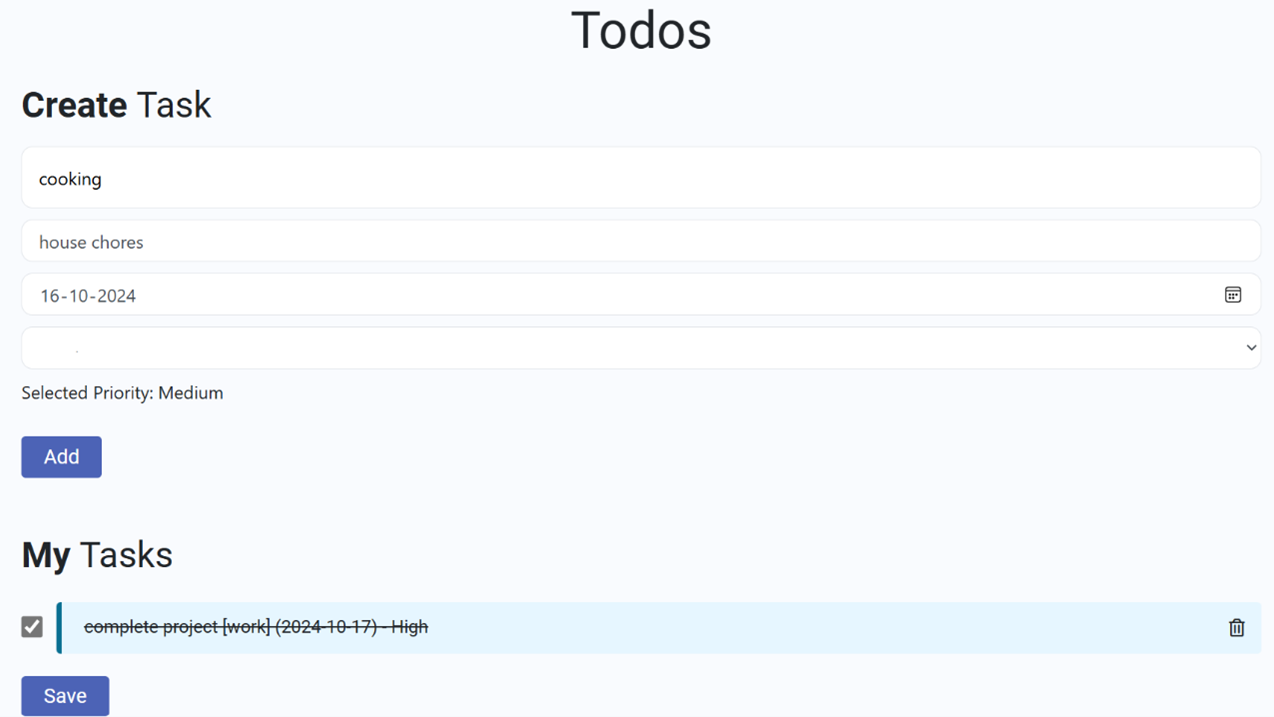 Todos
Create Task
cooking
house chores
16-10-2024
Selected Priority: Medium
Add
My Tasks
complete project [work] (2024-10-17) - High
Save